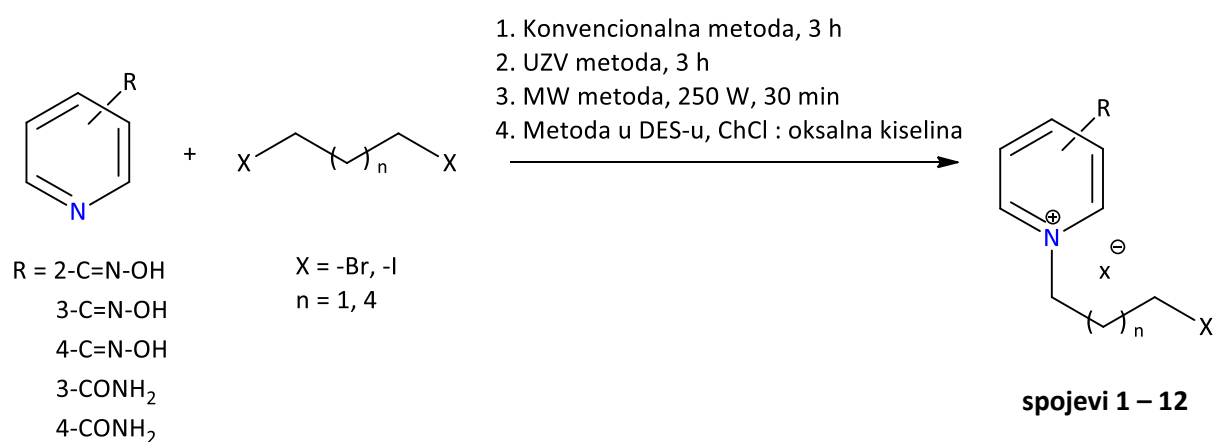 1. Konvencionalna metoda, 3 h
2. UZV metoda, 3 h
3. MW metoda, 250 W, 30 min
4. Metoda u DES-u, ChCl : oksalna kiselina
R
N
+
X
n
X
R
N
⊕
⊖
x
n
X
R = 2-C=N-OH
3-C=N-OH
4-C=N-OH
3-CONH₂
4-CONH₂
X = -Br, -I
n = 1, 4
spojevi 1 – 12